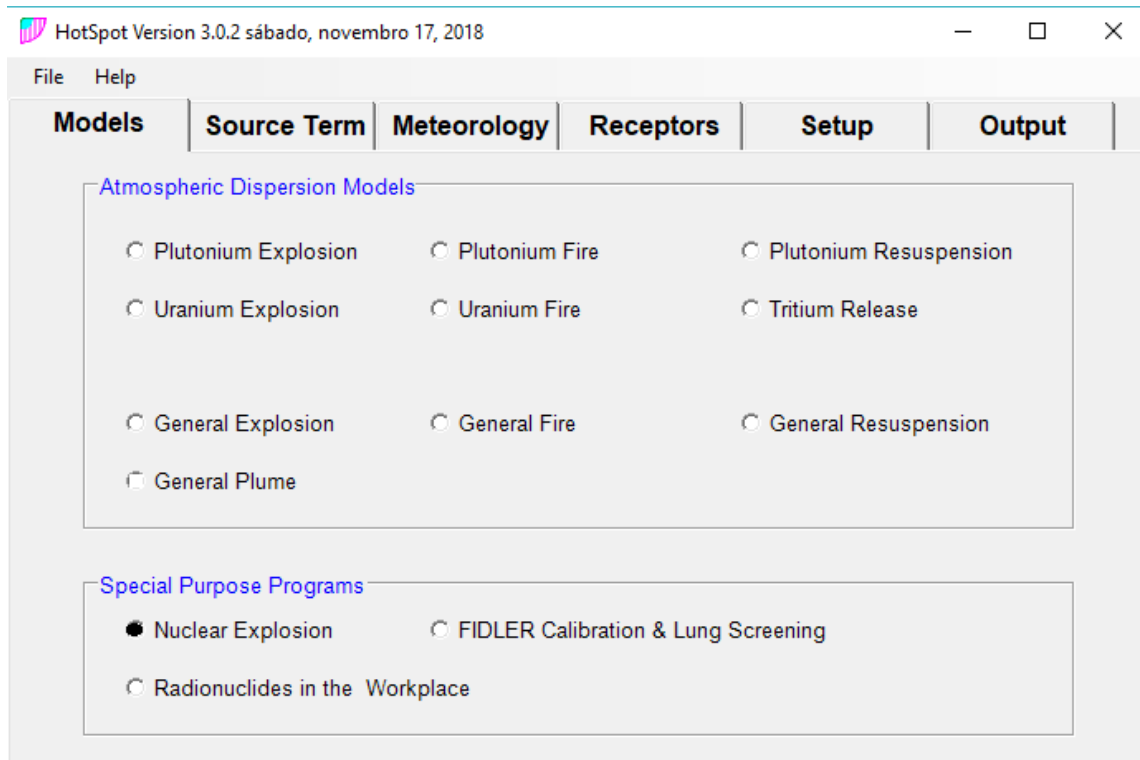 HotSpot Version 3.0.2 sábado, novembro 17, 2018
File Help
Models Source Term Meteorology Receptors Setup Output
Atmospheric Dispersion Models
Plutonium Explosion Plutonium Fire Plutonium Resuspension
Uranium Explosion Uranium Fire Tritium Release
General Explosion General Fire General Resuspension
General Plume
Special Purpose Programs
Nuclear Explosion FIDLER Calibration & Lung Screening
Radionuclides in the Workplace